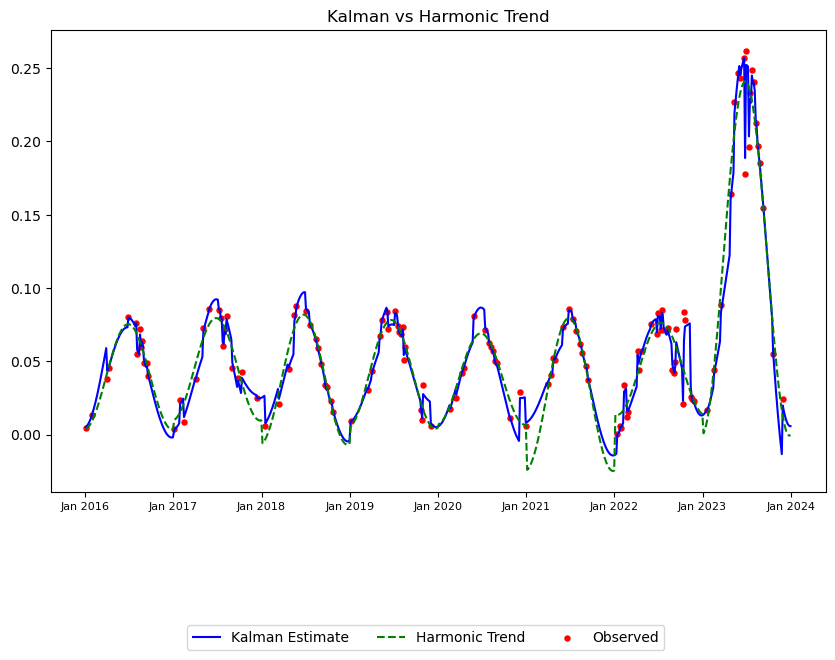 Kalman vs Harmonic Trend
0.25
0.20
0.15
0.10
0.05
0.00
Jan 2016 Jan 2017 Jan 2018 Jan 2019 Jan 2020 Jan 2021 Jan 2022 Jan 2023 Jan 2024
Kalman Estimate Harmonic Trend Observed